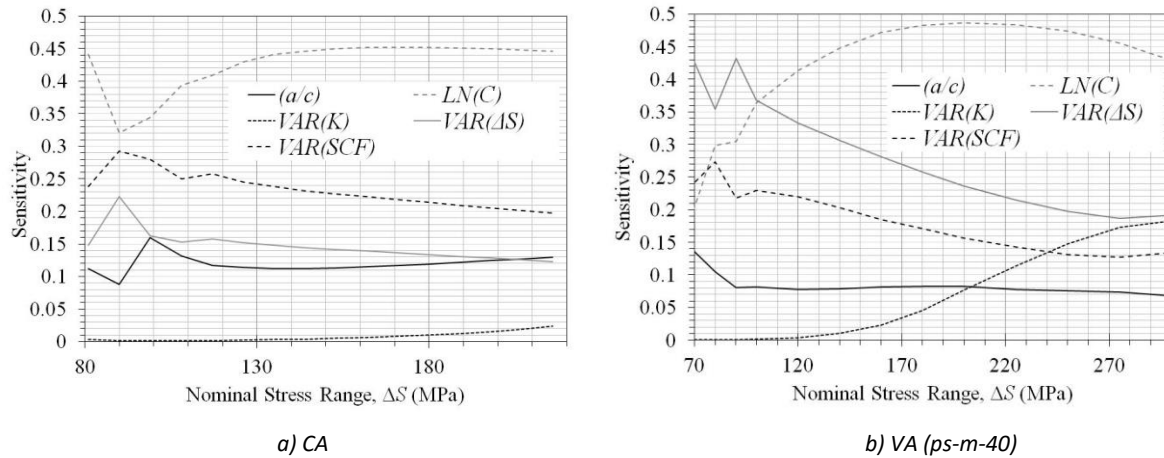 0.5
0.45
0.4
0.35
0.3
0.25
0.2
0.15
0.1
0.05
0
Sensitivity
(a/c)
LN(C)
VAR(K)
VAR(ΔS)
VAR(SCF)
80
130
180
Nominal Stress Range, ΔS (MPa)
a) CA
0.5
0.45
0.4
0.35
0.3
0.25
0.2
0.15
0.1
0.05
0
Sensitivity
(a/c)
LN(C)
VAR(K)
VAR(ΔS)
VAR(SCF)
70
120
170
220
270
Nominal Stress Range, ΔS (MPa)
b) VA (ps-m-40)